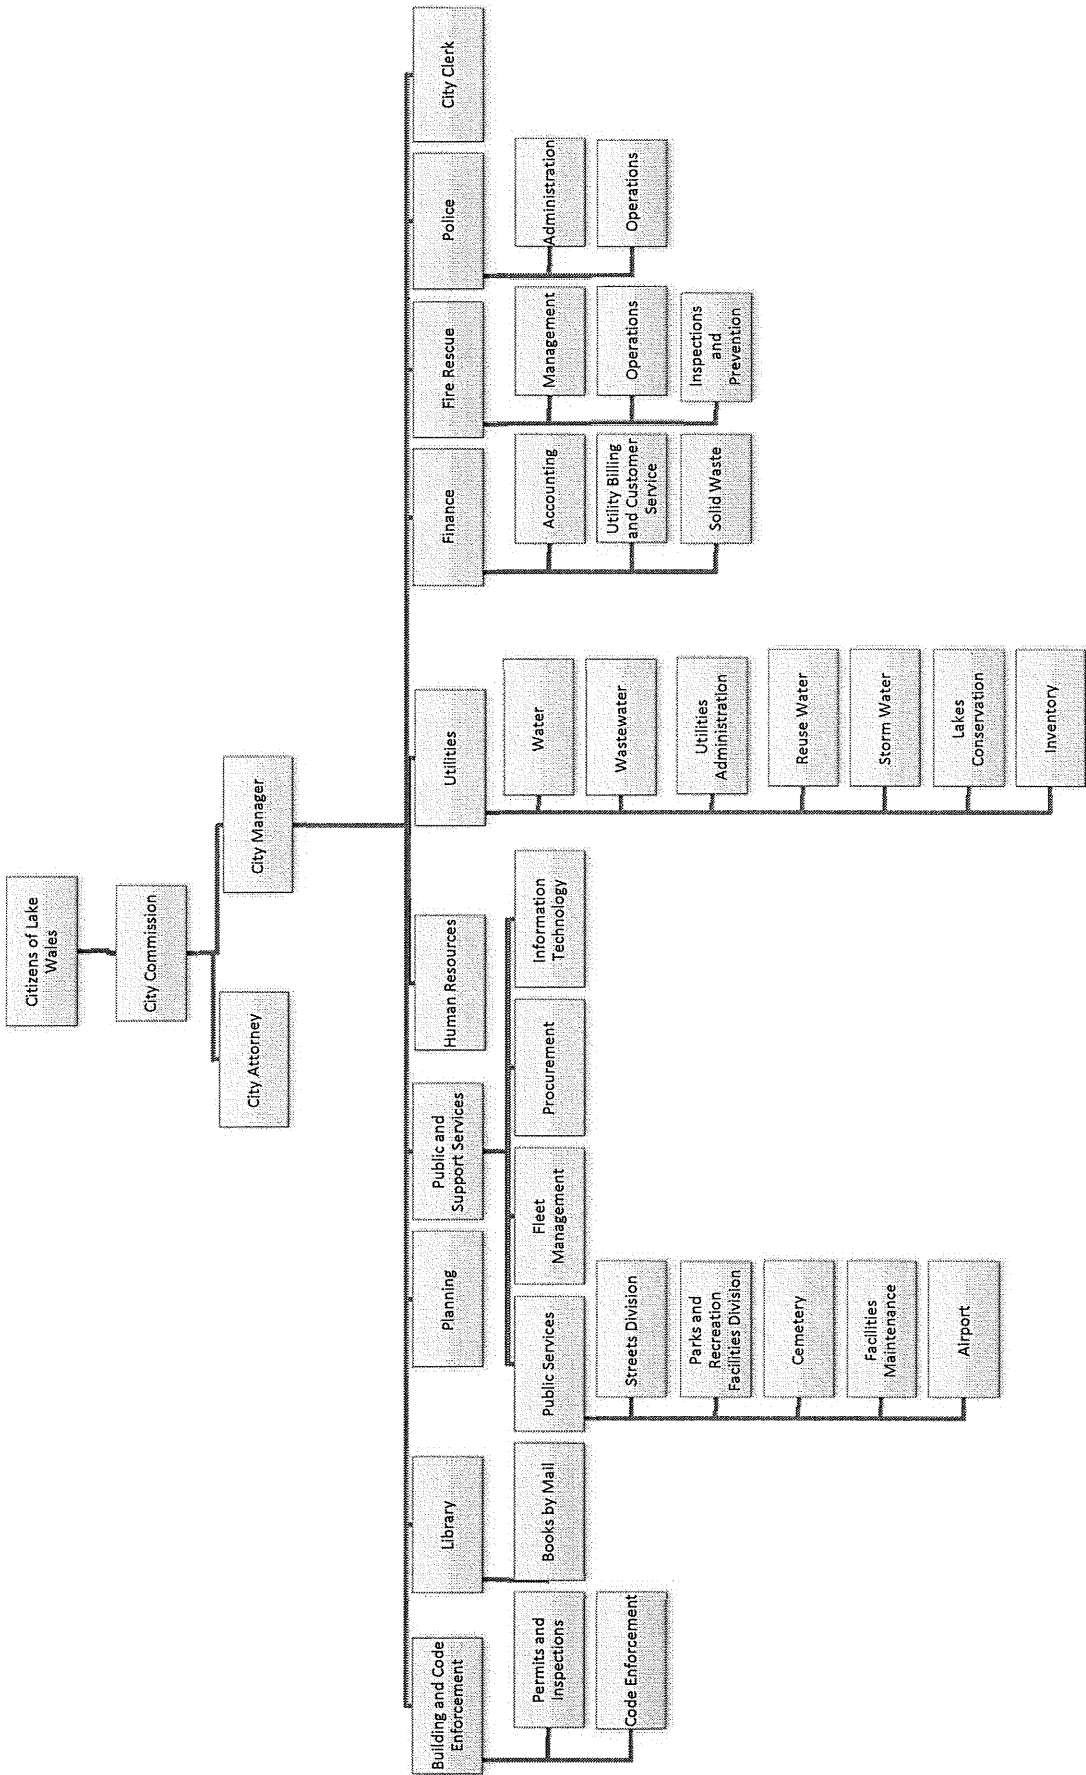 Citizens of Lake
Wales
City Commission
City Attorney
City Manager
Building and Code
Enforcement
Permits and
Inspections
Code Enforcement
Library
Books by Mail
Planning
Public and
Support Services
Public Services
Streets Division
Parks and
Recreation
Facilities Division
Cemetery
Facilities
Maintenance
Airport
Fleet
Management
Procurement
Information
Technology
Human Resources
Utilities
Water
Wastewater
Utilities
Administration
Reuse Water
Storm Water
Lakes
Conservation
Inventory
Finance
Accounting
Utility Billing
and Customer
Service
Solid Waste
Fire Rescue
Management
Operations
Inspections
and
Prevention
Police
Administration
Operations
City Clerk